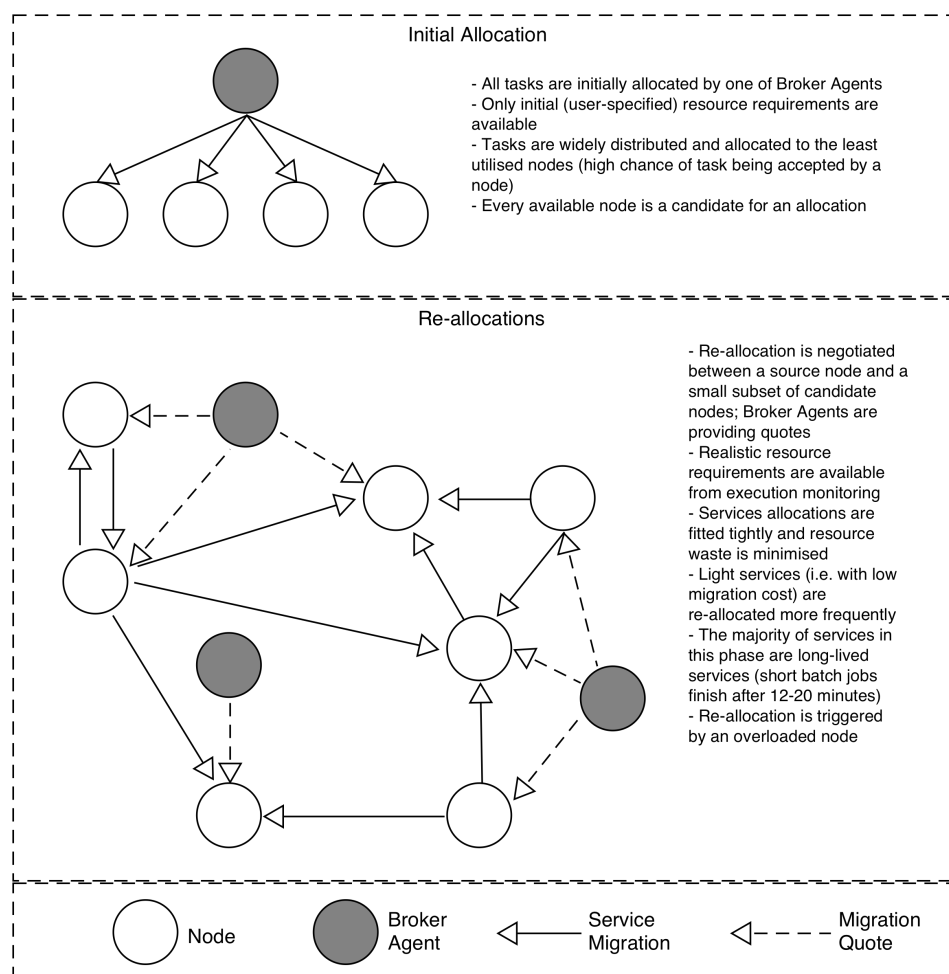 Initial Allocation
- All tasks are initially allocated by one of Broker Agents
- Only initial (user-specified) resource requirements are
available
- Tasks are widely distributed and allocated to the least
utilised nodes (high chance of task being accepted by a
node)
- Every available node is a candidate for an allocation
Re-allocations
- Re-allocation is negotiated
between a source node and a
small subset of candidate
nodes; Broker Agents are
providing quotes
- Realistic resource
requirements are available
from execution monitoring
- Services allocations are
fitted tightly and resource
waste is minimised
- Light services (i.e. with low
migration cost) are
re-allocated more frequently
- The majority of services in
this phase are long-lived
services (short batch jobs
finish after 12-20 minutes)
- Re-allocation is triggered
by an overloaded node
Node
Broker
Agent
Service
Migration
Migration
Quote